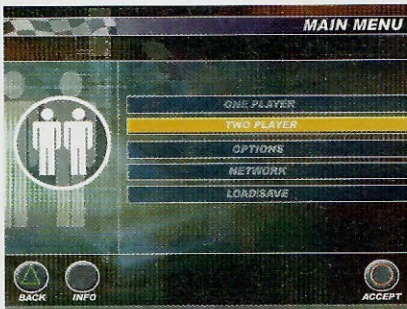 MAIN MENU
ONE PLAYER
TWO PLAYER
OPTIONS
NETWORK
LOAD/SAVE
BACK INFO ACCEPT